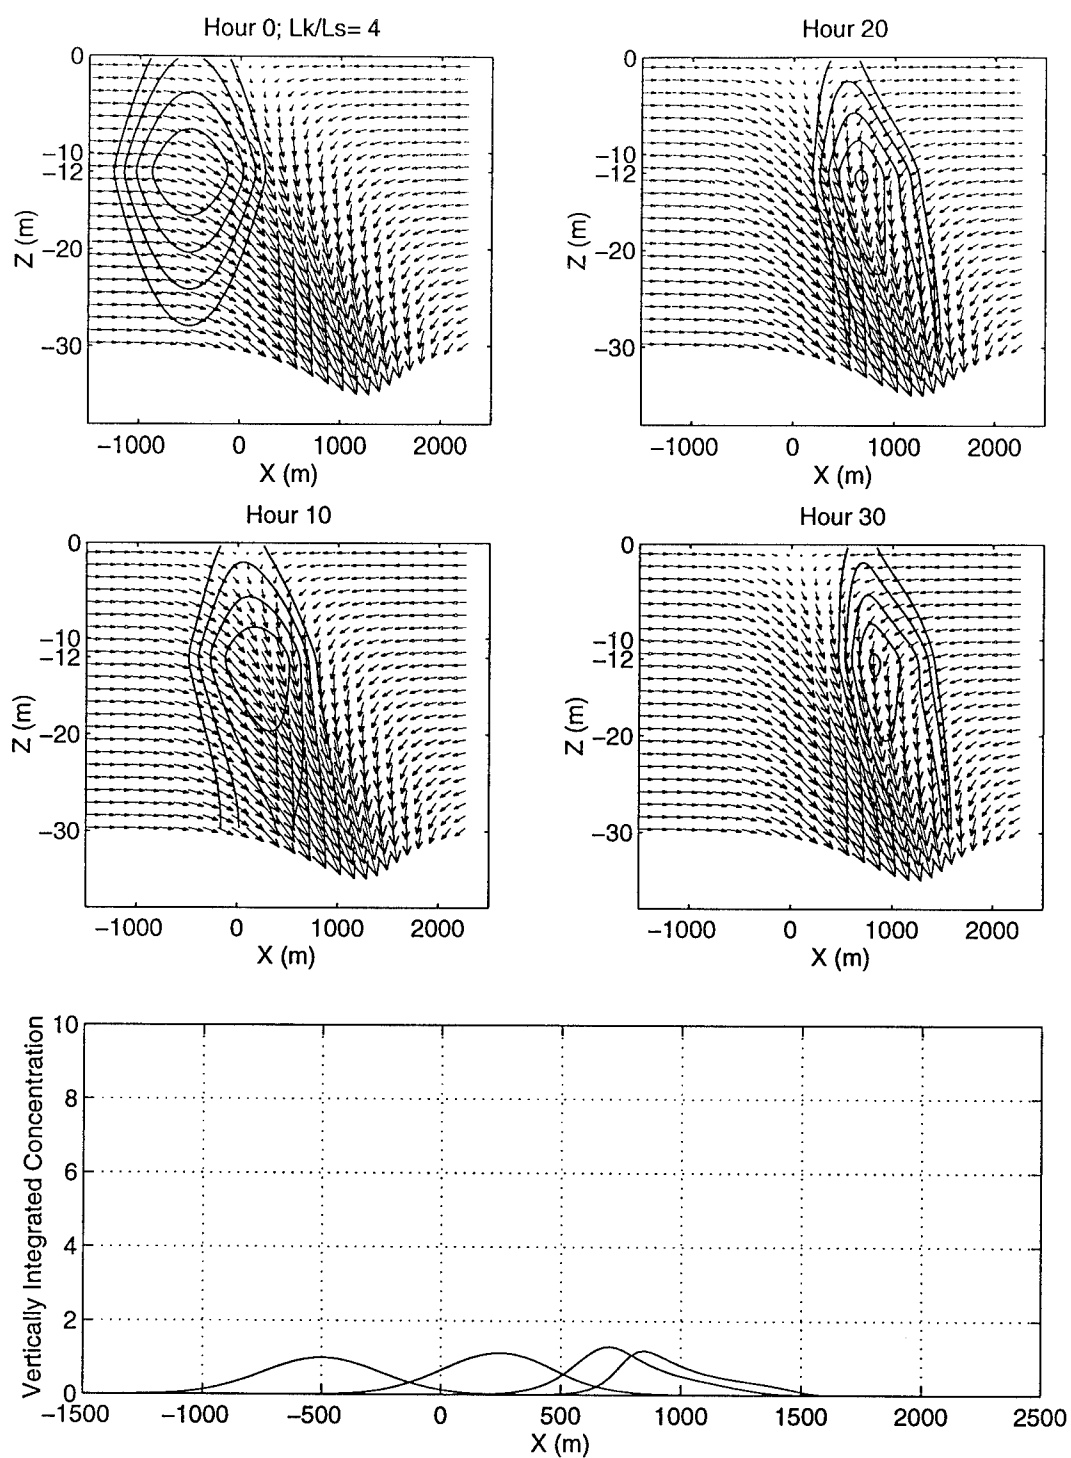 Hour 0; Lk/Ls= 4
0
−10
−12
−20
−30
Z (m)
−1000 0 1000 2000
X (m)
Hour 20
0
−10
−12
−20
−30
Z (m)
−1000 0 1000 2000
X (m)
Hour 10
0
−10
−12
−20
−30
Z (m)
−1000 0 1000 2000
X (m)
Hour 30
0
−10
−12
−20
−30
Z (m)
−1000 0 1000 2000
X (m)
10
8
6
4
2
0
Vertically Integrated Concentration
−1500 −1000 −500 0 500 1000 1500 2000 2500
X (m)